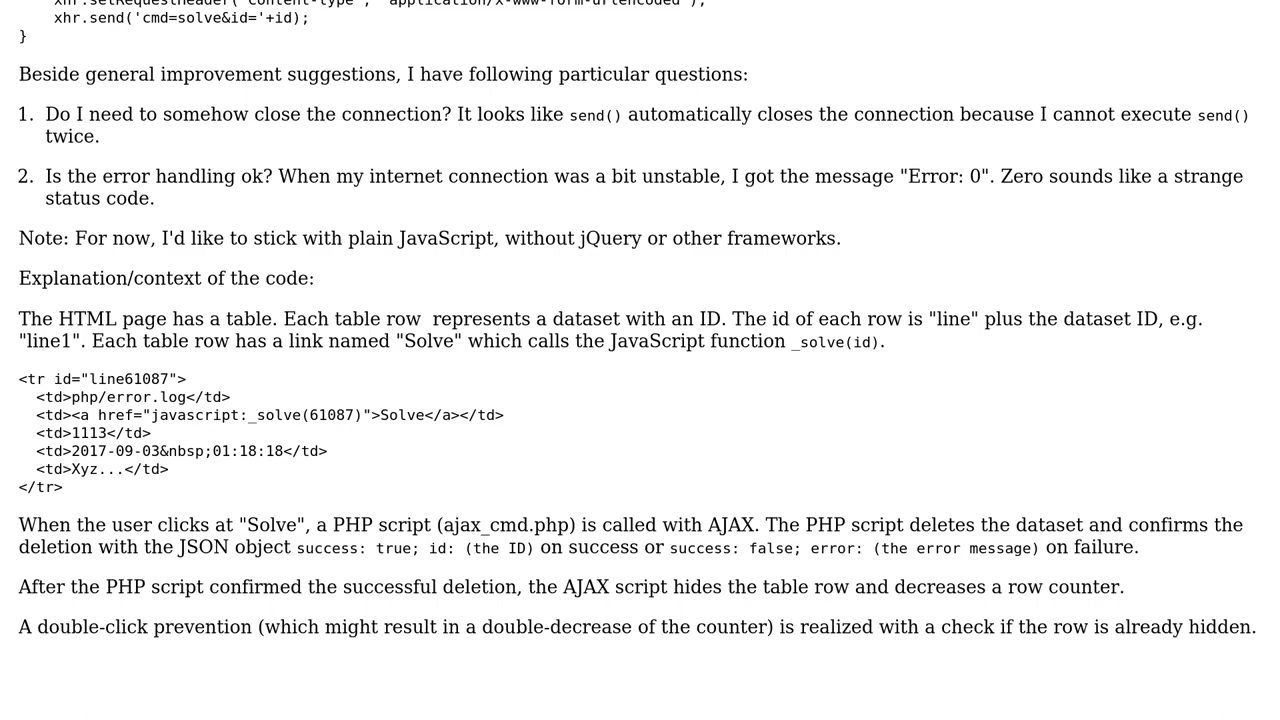 xhr.setRequestHeader('Content-type', 'application/x-www-form-urlencoded');
xhr.send('cmd=solve&id='+id);
}
Beside general improvement suggestions, I have following particular questions:
1. Do I need to somehow close the connection? It looks like send() automatically closes the connection because I cannot execute send()
twice.
2. Is the error handling ok? When my internet connection was a bit unstable, I got the message "Error: 0". Zero sounds like a strange
status code.
Note: For now, I'd like to stick with plain JavaScript, without jQuery or other frameworks.
Explanation/context of the code:
The HTML page has a table. Each table row  represents a dataset with an ID. The id of each row is "line" plus the dataset ID, e.g.
"line1". Each table row has a link named "Solve" which calls the JavaScript function _solve(id).
<tr id="line61087">
  <td>php/error.log</td>
  <td><a href="javascript:_solve(61087)">Solve</a></td>
  <td>1113</td>
  <td>2017-09-03&nbsp;01:18:18</td>
  <td>Xyz...</td>
</tr>
When the user clicks at "Solve", a PHP script (ajax_cmd.php) is called with AJAX. The PHP script deletes the dataset and confirms the
deletion with the JSON object success: true; id: (the ID) on success or success: false; error: (the error message) on failure.
After the PHP script confirmed the successful deletion, the AJAX script hides the table row and decreases a row counter.
A double-click prevention (which might result in a double-decrease of the counter) is realized with a check if the row is already hidden.